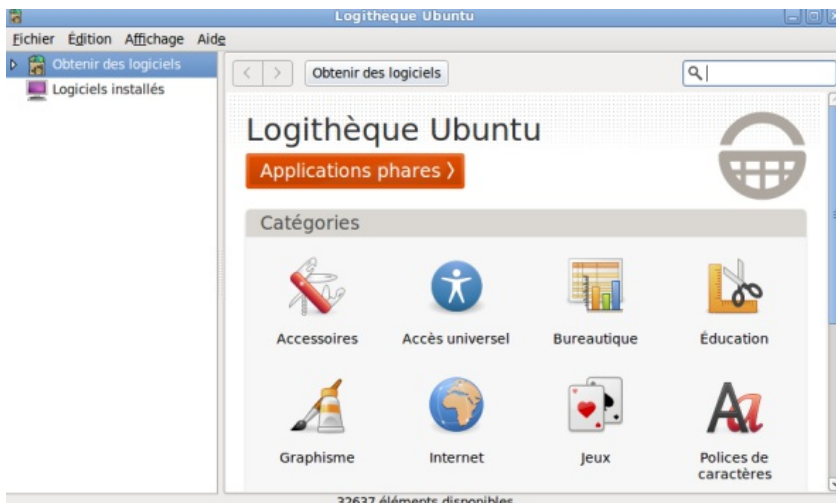 Logitheque Ubuntu
Fichier Édition Affichage Aide
Obtenir des logiciels
Logiciels installés
Obtenir des logiciels
Logithèque Ubuntu
Applications phares ⟩
Catégories
Accessoires Accès universel Bureautique Éducation
Graphisme Internet Jeux Polices de
caractères
32637 éléments disponibles